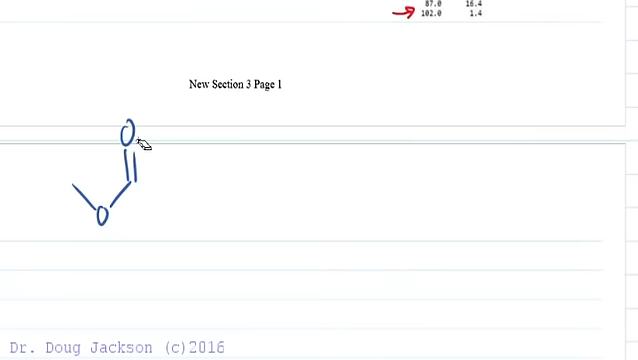 87.0 16.4
102.0 1.4
New Section 3 Page 1
O
O
Dr. Doug Jackson (c)2016